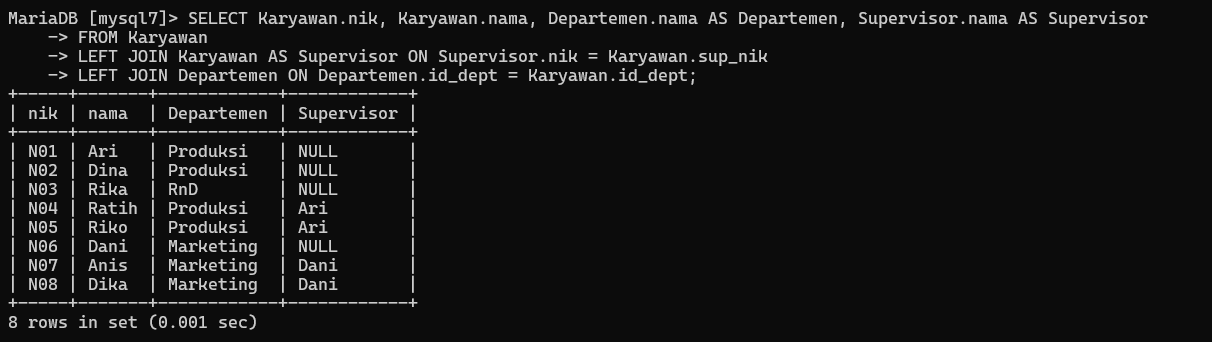 MariaDB [mysql7]> SELECT Karyawan.nik, Karyawan.nama, Departemen.nama AS Departemen, Supervisor.nama AS Supervisor
    -> FROM Karyawan
    -> LEFT JOIN Karyawan AS Supervisor ON Supervisor.nik = Karyawan.sup_nik
    -> LEFT JOIN Departemen ON Departemen.id_dept = Karyawan.id_dept;
+-----+-------+------------+------------+
| nik | nama  | Departemen | Supervisor |
+-----+-------+------------+------------+
| N01 | Ari   | Produksi   | NULL       |
| N02 | Dina  | Produksi   | NULL       |
| N03 | Rika  | RnD        | NULL       |
| N04 | Ratih | Produksi   | Ari        |
| N05 | Riko  | Produksi   | Ari        |
| N06 | Dani  | Marketing  | NULL       |
| N07 | Anis  | Marketing  | Dani       |
| N08 | Dika  | Marketing  | Dani       |
+-----+-------+------------+------------+
8 rows in set (0.001 sec)